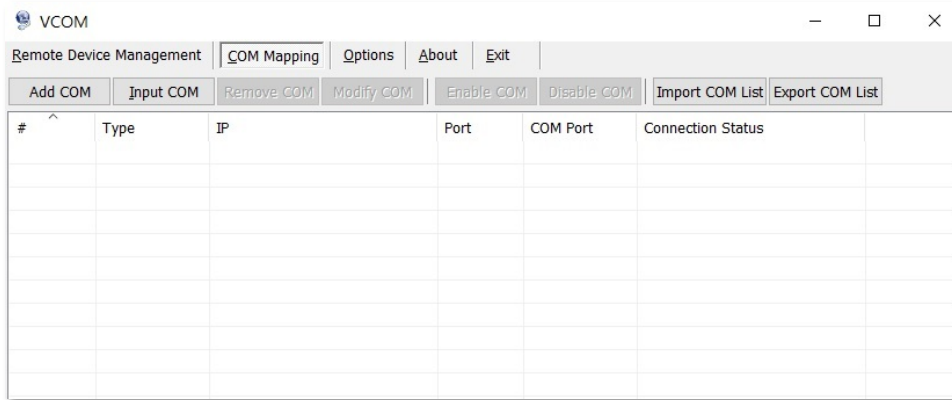 VCOM
Remote Device Management COM Mapping Options About Exit
Add COM Input COM Remove COM Modify COM Enable COM Disable COM Import COM List Export COM List
# Type IP Port COM Port Connection Status